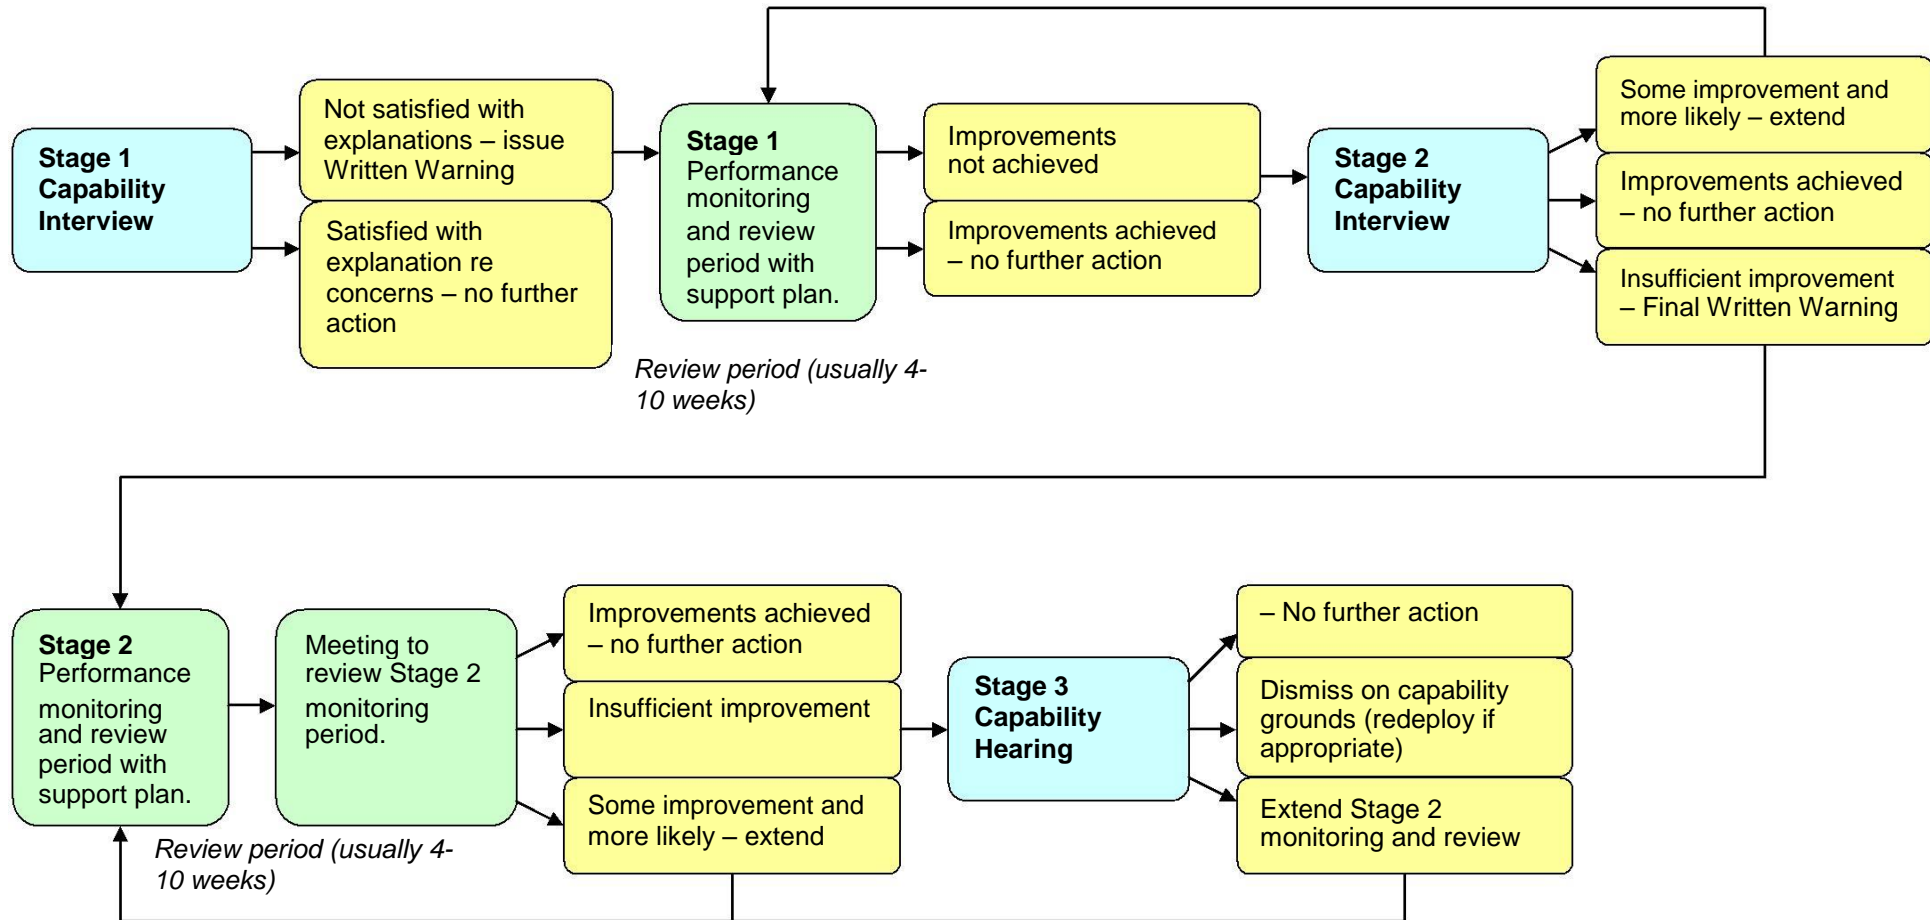 Stage 1
Capability
Interview
Not satisfied with
explanations – issue
Written Warning
Satisfied with
explanation re
concerns – no further
action
Stage 1
Performance
monitoring
and review
period with
support plan.
Review period (usually 4-
10 weeks)
Improvements
not achieved
Improvements achieved
– no further action
Stage 2
Capability
Interview
Some improvement and
more likely – extend
Improvements achieved
– no further action
Insufficient improvement
– Final Written Warning
Stage 2
Performance
monitoring
and review
period with
support plan.
Review period (usually 4-
10 weeks)
Meeting to
review Stage 2
monitoring
period.
Improvements achieved
– no further action
Insufficient improvement
Some improvement and
more likely – extend
Stage 3
Capability
Hearing
– No further action
Dismiss on capability
grounds (redeploy if
appropriate)
Extend Stage 2
monitoring and review